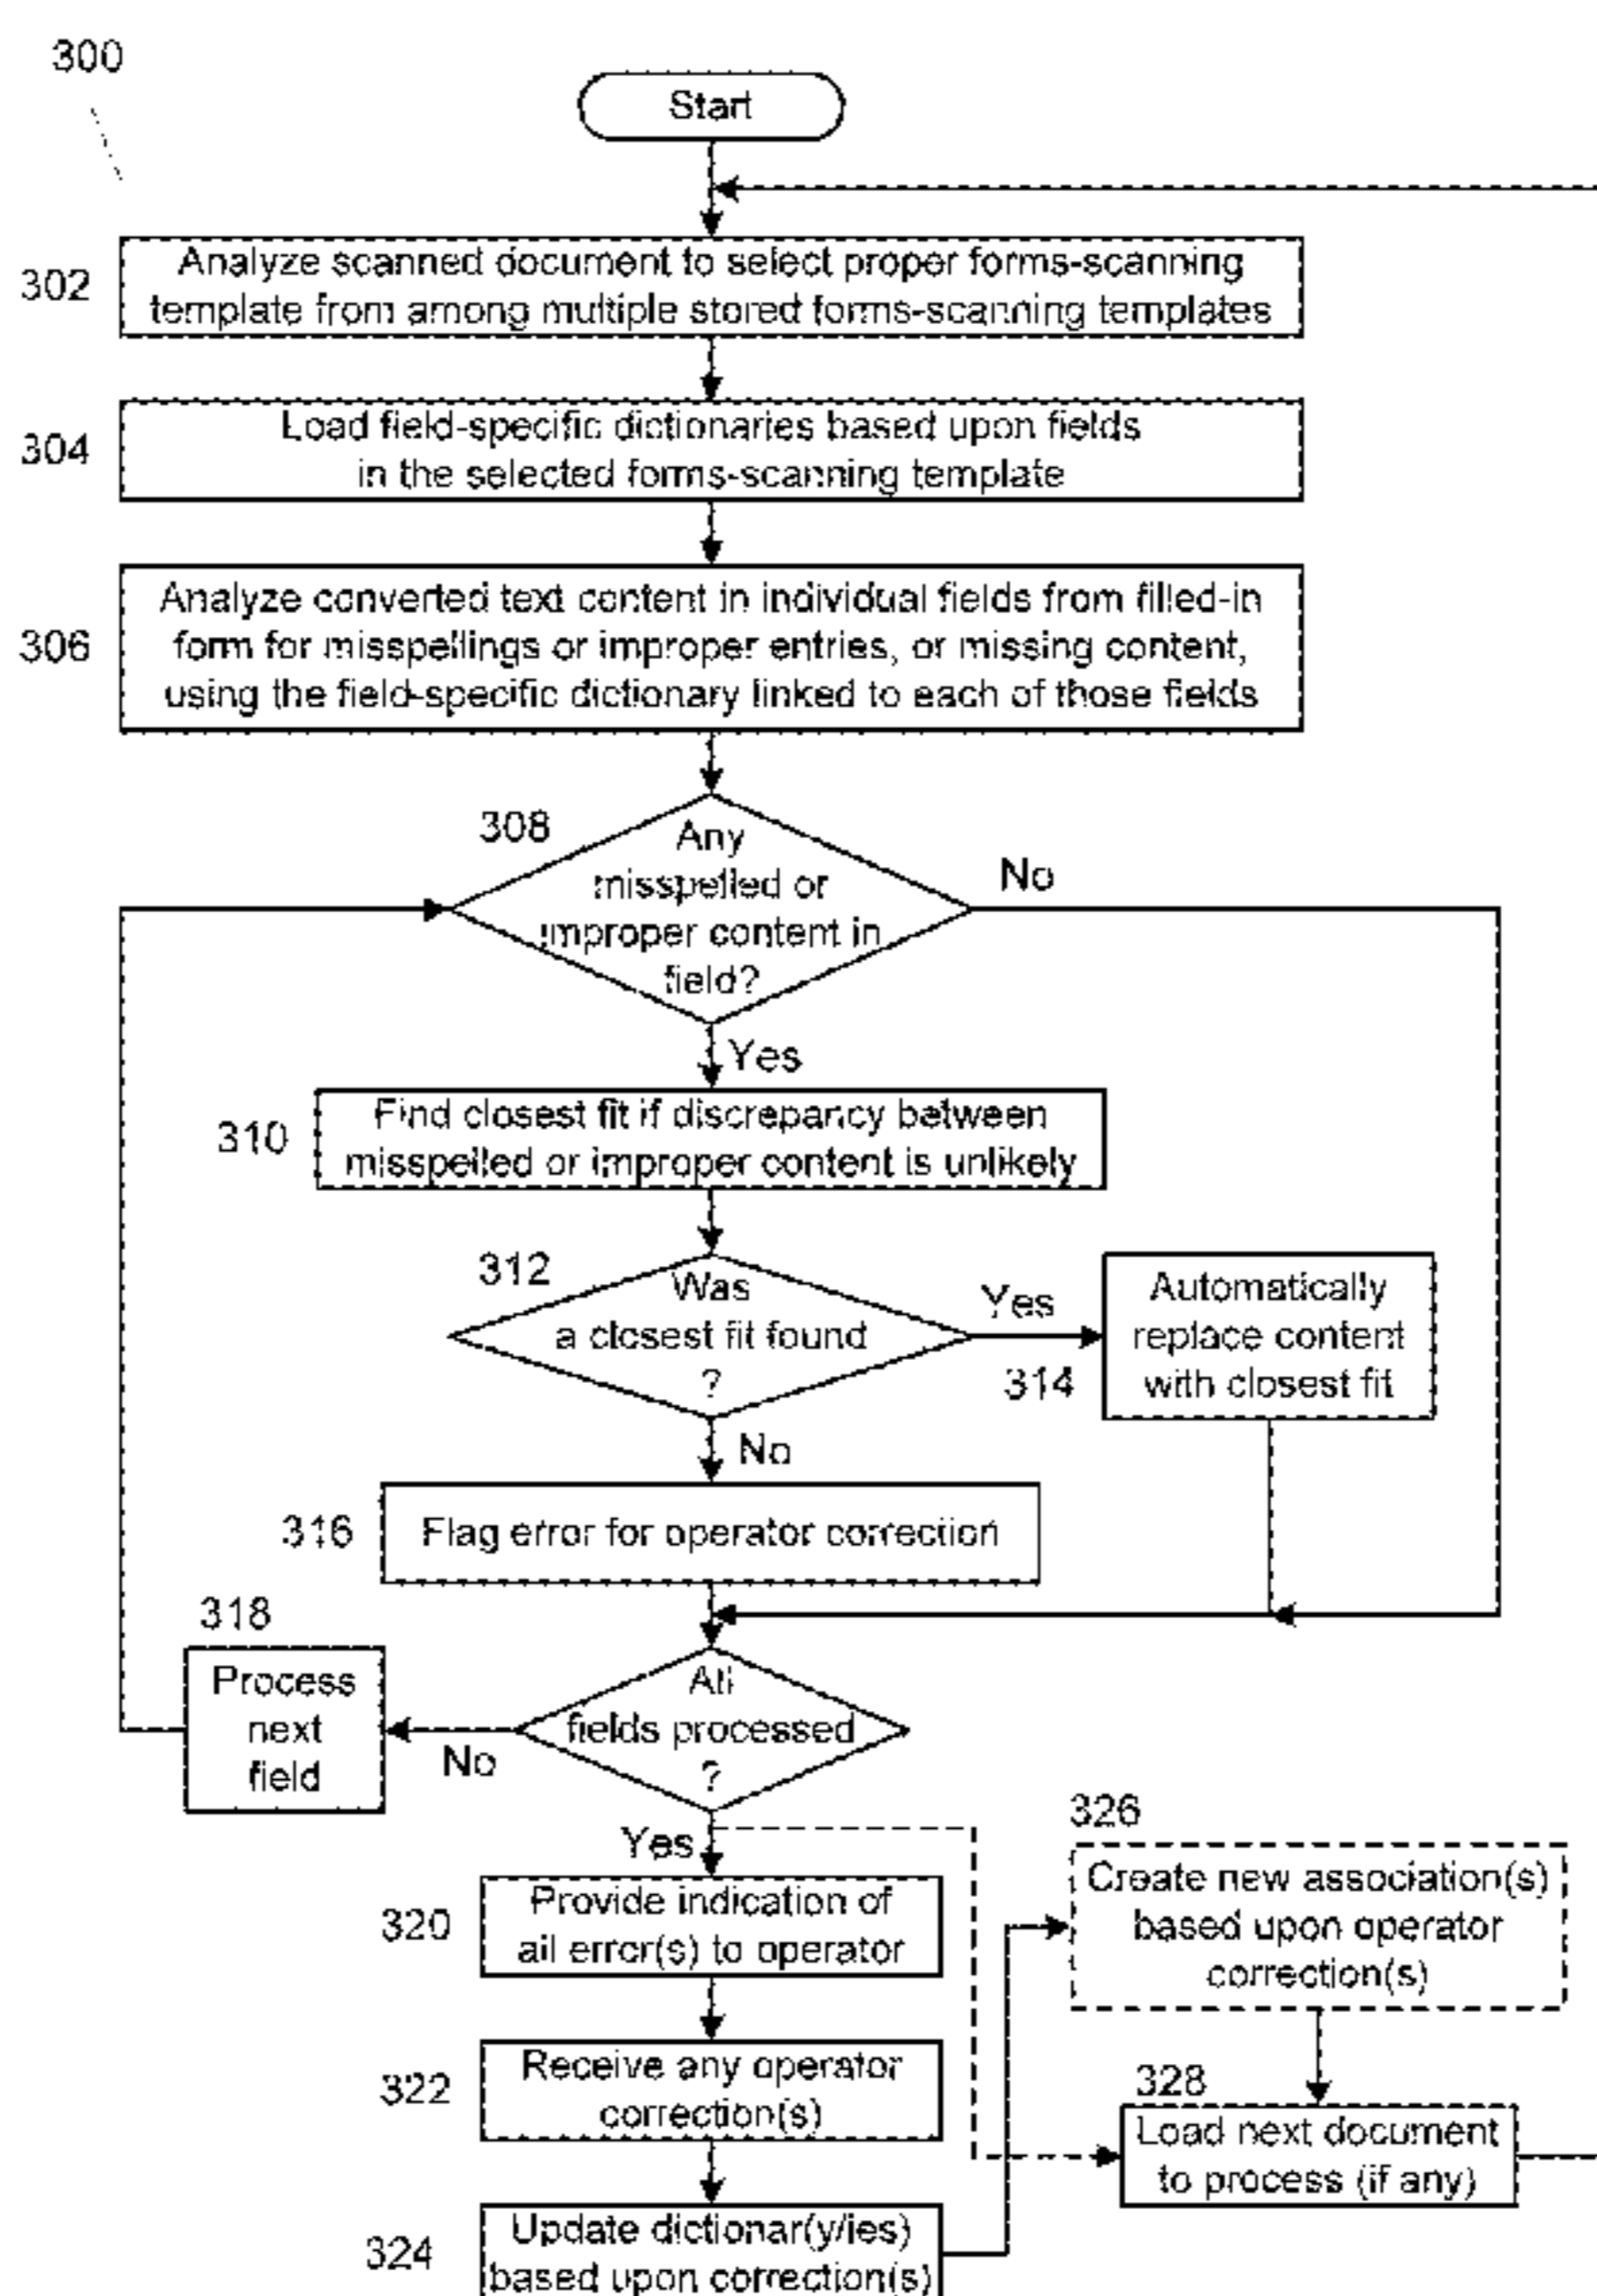 300
Start
302
Analyze scanned document to select proper forms-scanning
template from among multiple stored forms-scanning templates
304
Load field-specific dictionaries based upon fields
in the selected forms-scanning template
306
Analyze converted text content in individual fields from filled-in
form for misspellings or improper entries, or missing content,
using the field-specific dictionary linked to each of those fields
308
Any
misspelled or
improper content in
field?
No
Yes
310
Find closest fit if discrepancy between
misspelled or improper content is unlikely
312
Was
a closest fit found
?
Yes
314
Automatically
replace content
with closest fit
No
316
Flag error for operator correction
318
Process
next
field
No
All
fields processed
?
Yes
320
Provide indication of
all error(s) to operator
322
Receive any operator
correction(s)
324
Update dictionar(y/ies)
based upon correction(s)
326
Create new association(s)
based upon operator
correction(s)
328
Load next document
to process (if any)